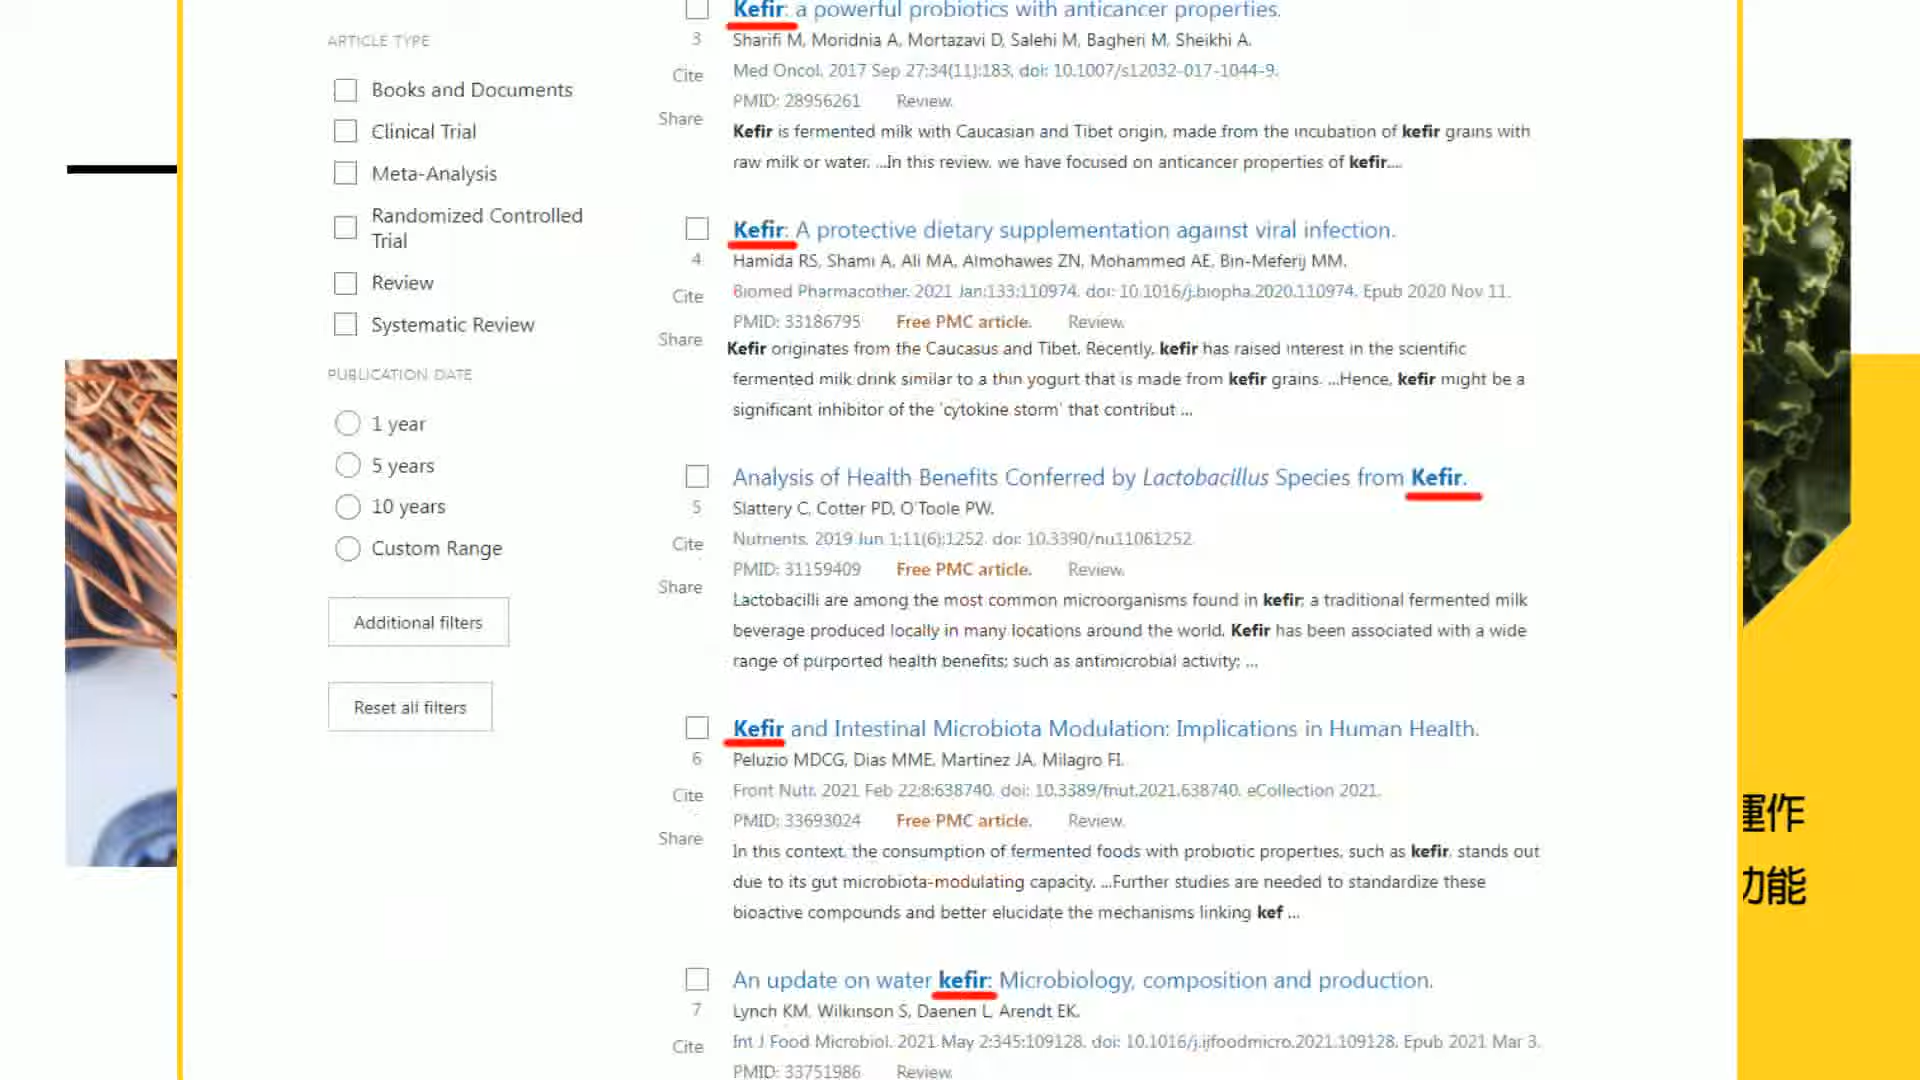 ARTICLE TYPE
Books and Documents
Clinical Trial
Meta-Analysis
Randomized Controlled
Trial
Review
Systematic Review
PUBLICATION DATE
1 year
5 years
10 years
Custom Range
Additional filters
Reset all filters
Kefir: a powerful probiotics with anticancer properties.
3
Sharifi M, Moridnia A, Mortazavi D, Salehi M, Bagheri M, Sheikhi A.
Cite
Med Oncol. 2017 Sep 27;34(11):183. doi: 10.1007/s12032-017-1044-9.
PMID: 28956261 Review.
Share
Kefir is fermented milk with Caucasian and Tibet origin, made from the incubation of kefir grains with
raw milk or water. ...In this review, we have focused on anticancer properties of kefir....
Kefir: A protective dietary supplementation against viral infection.
4
Hamida RS, Shami A, Ali MA, Almohawes ZN, Mohammed AE, Bin-Meferij MM.
Cite
Biomed Pharmacother. 2021 Jan;133:110974. doi: 10.1016/j.biopha.2020.110974. Epub 2020 Nov 11.
PMID: 33186795 Free PMC article. Review.
Share
Kefir originates from the Caucasus and Tibet. Recently, kefir has raised interest in the scientific
fermented milk drink similar to a thin yogurt that is made from kefir grains. ...Hence, kefir might be a
significant inhibitor of the 'cytokine storm' that contribut ...
Analysis of Health Benefits Conferred by Lactobacillus Species from Kefir.
5
Slattery C, Cotter PD, O'Toole PW.
Cite
Nutrients. 2019 Jun 1;11(6):1252. doi: 10.3390/nu11061252.
PMID: 31159409 Free PMC article. Review.
Share
Lactobacilli are among the most common microorganisms found in kefir; a traditional fermented milk
beverage produced locally in many locations around the world. Kefir has been associated with a wide
range of purported health benefits; such as antimicrobial activity; ...
Kefir and Intestinal Microbiota Modulation: Implications in Human Health.
6
Peluzio MDCG, Dias MME, Martinez JA, Milagro FI.
Cite
Front Nutr. 2021 Feb 22;8:638740. doi: 10.3389/fnut.2021.638740. eCollection 2021.
PMID: 33693024 Free PMC article. Review.
Share
In this context, the consumption of fermented foods with probiotic properties, such as kefir, stands out
due to its gut microbiota-modulating capacity. ...Further studies are needed to standardize these
bioactive compounds and better elucidate the mechanisms linking kef ...
An update on water kefir: Microbiology, composition and production.
7
Lynch KM, Wilkinson S, Daenen L, Arendt EK.
Cite
Int J Food Microbiol. 2021 May 2;345:109128. doi: 10.1016/j.ijfoodmicro.2021.109128. Epub 2021 Mar 3.
PMID: 33751986 Review.
運作
功能